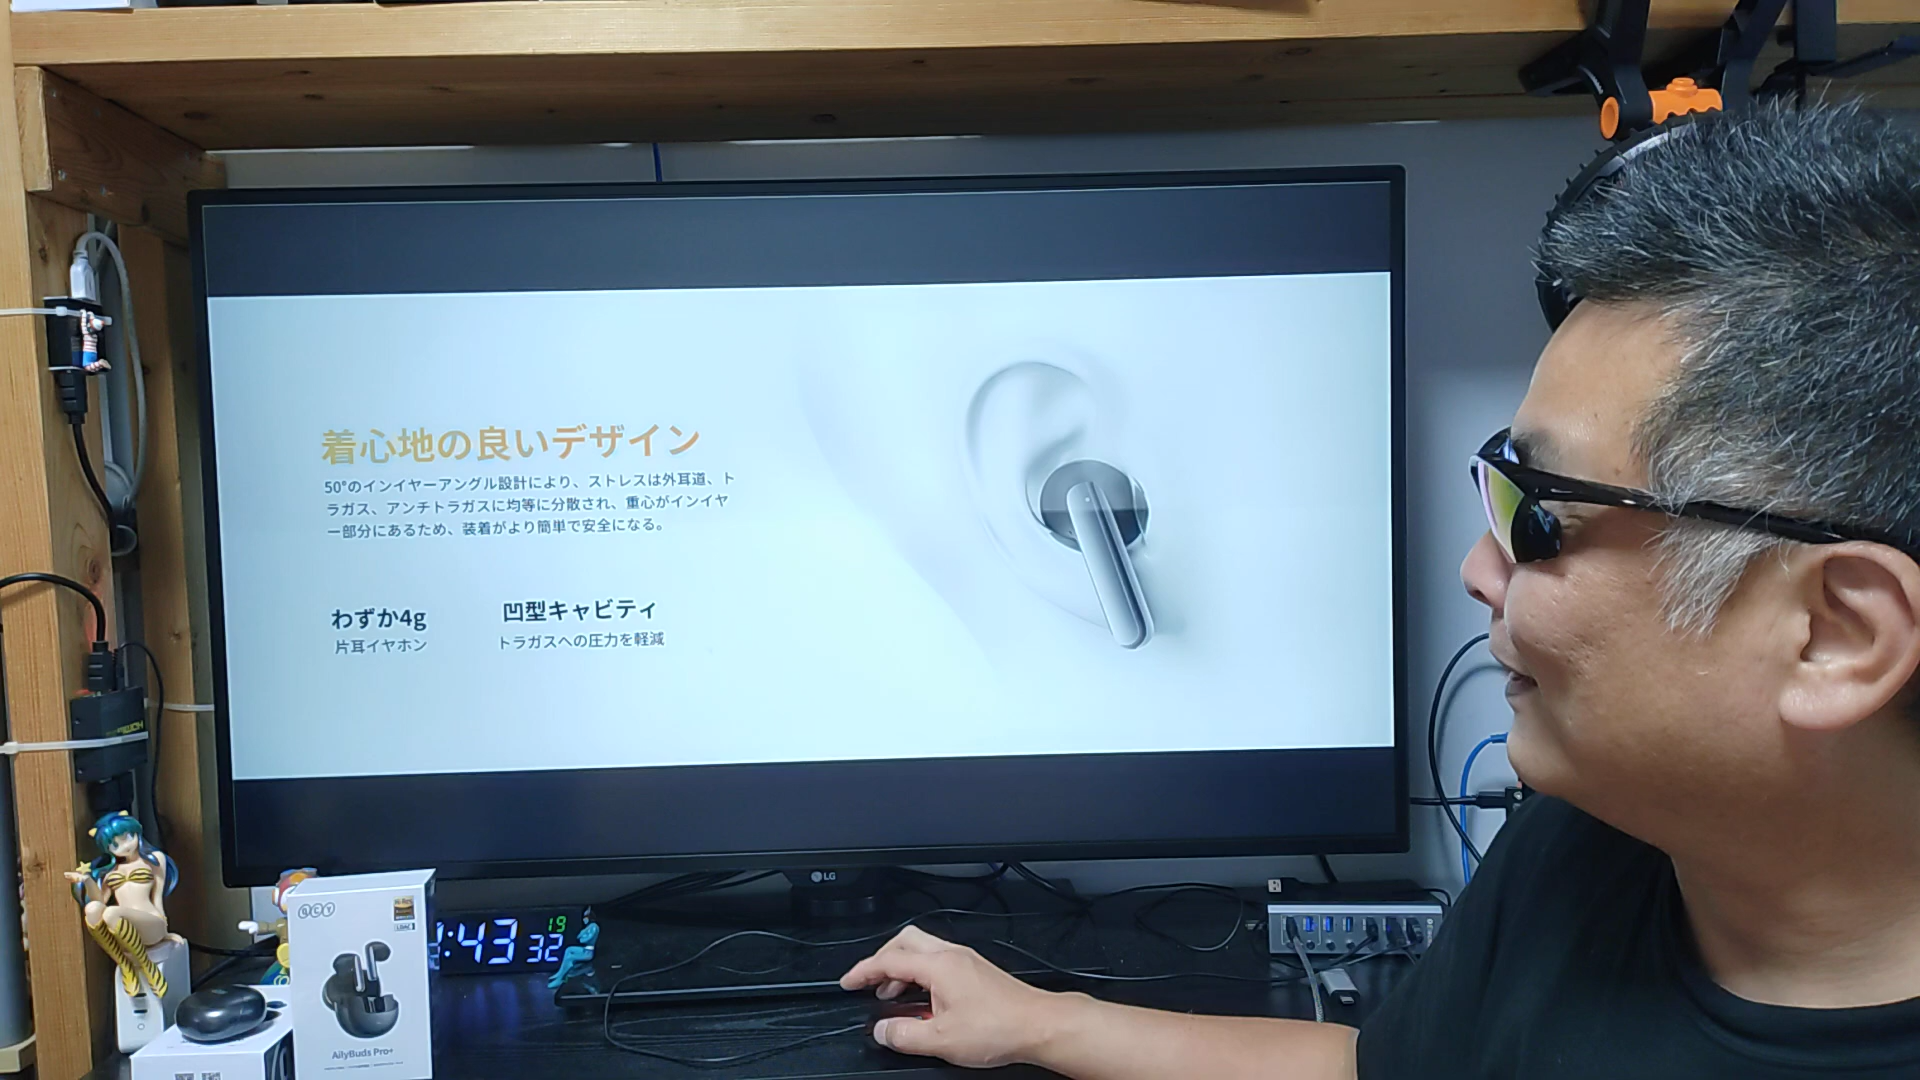 着心地の良いデザイン
50°のインイヤーアングル設計により、ストレスは外耳道、ト
ラガス、アンチトラガスに均等に分散され、重心がインイヤ
ー部分にあるため、装着がより簡単で安全になる。
わずか4g
片耳イヤホン
凹型キャビティ
トラガスへの圧力を軽減
LG
QCY
Hi-Res
LDAC
AilyBuds Pro+
:43 32
19